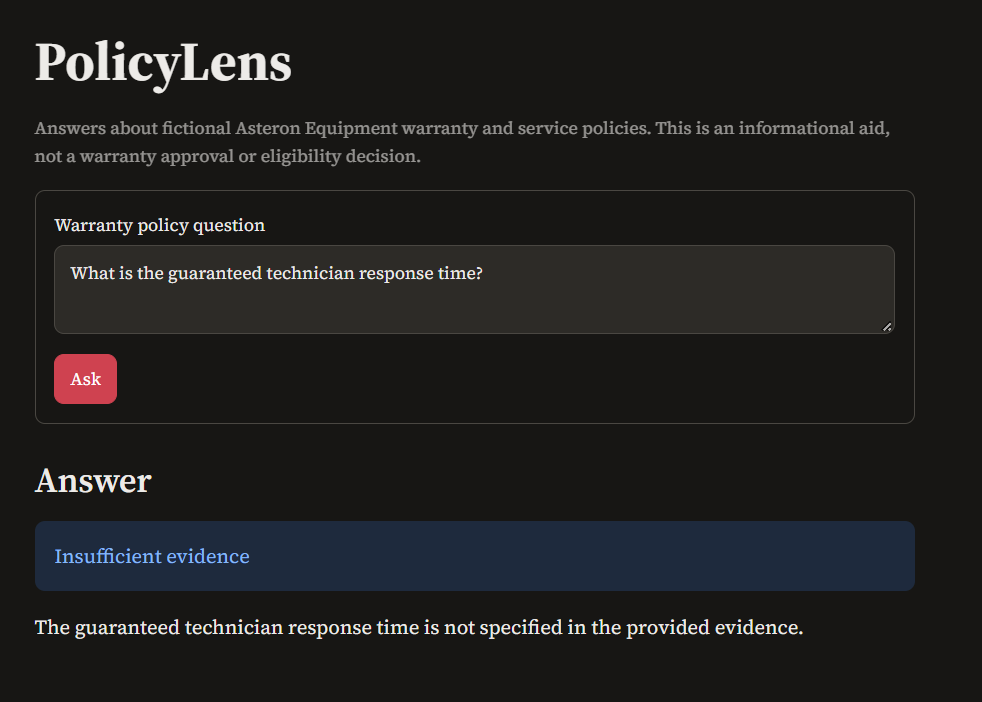 PolicyLens
Answers about fictional Asteron Equipment warranty and service policies. This is an informational aid,
not a warranty approval or eligibility decision.
Warranty policy question
What is the guaranteed technician response time?
Ask
Answer
Insufficient evidence
The guaranteed technician response time is not specified in the provided evidence.